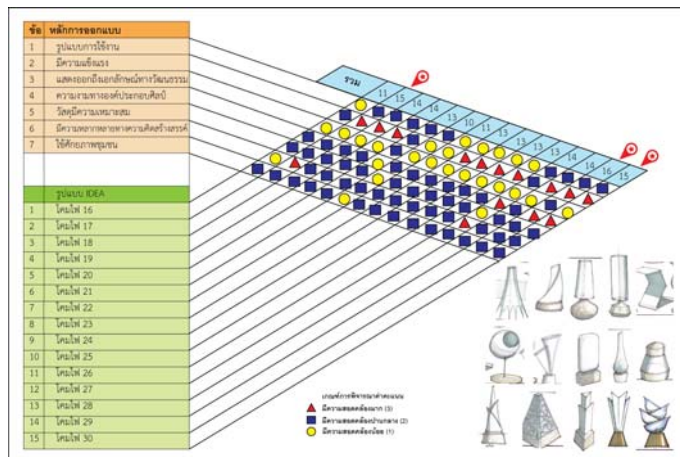 ข้อ หลักการออกแบบ
1 รูปแบบการใช้งาน
2 มีความแข็งแรง
3 แสดงออกถึงเอกลักษณ์ทางวัฒนธรรม
4 ความงามทางองค์ประกอบศิลป์
5 วัสดุมีความเหมาะสม
6 มีความหลากหลายทางความคิดสร้างสรรค์
7 ใช้ศักยภาพชุมชน
รูปแบบ IDEA
1 โคมไฟ 16
2 โคมไฟ 17
3 โคมไฟ 18
4 โคมไฟ 19
5 โคมไฟ 20
6 โคมไฟ 21
7 โคมไฟ 22
8 โคมไฟ 23
9 โคมไฟ 24
10 โคมไฟ 25
11 โคมไฟ 26
12 โคมไฟ 27
13 โคมไฟ 28
14 โคมไฟ 29
15 โคมไฟ 30
รวม 11 15 14 14 13 10 11 13 13 13 13 14 14 16 15
เกณฑ์การพิจารณาค่าคะแนน
มีความสอดคล้องมาก (3)
มีความสอดคล้องปานกลาง (2)
มีความสอดคล้องน้อย (1)